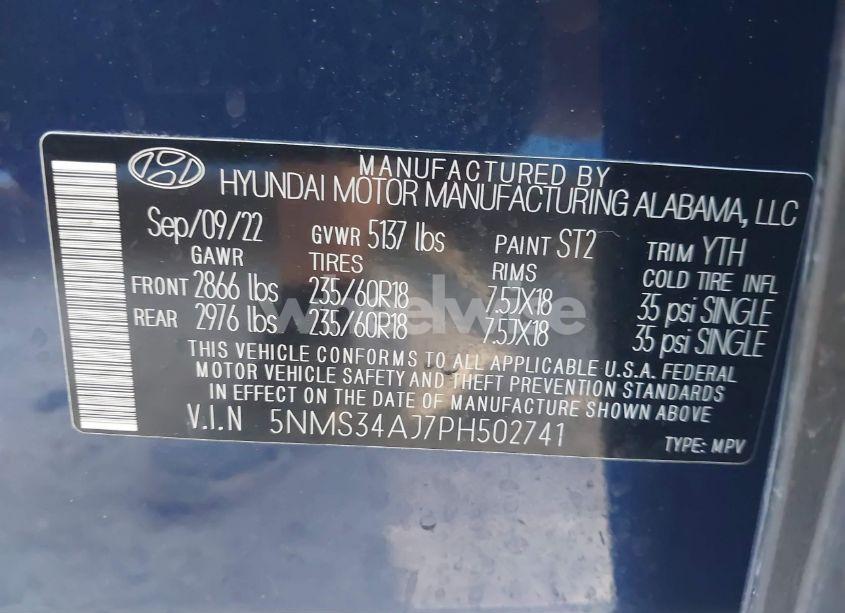 MANUFACTURED BY
HYUNDAI MOTOR MANUFACTURING ALABAMA, LLC
Sep/09/22 GVWR 5137 lbs PAINT ST2 TRIM YTH
GAWR TIRES RIMS COLD TIRE INFL
FRONT 2866 lbs 235/60R18 7.5JX18 35 psi SINGLE
REAR 2976 lbs 235/60R18 7.5JX18 35 psi SINGLE
wheelwise
THIS VEHICLE CONFORMS TO ALL APPLICABLE U.S.A. FEDERAL
MOTOR VEHICLE SAFETY AND THEFT PREVENTION STANDARDS
IN EFFECT ON THE DATE OF MANUFACTURE SHOWN ABOVE
V.I.N 5NMS34AJ7PH502741
TYPE: MPV